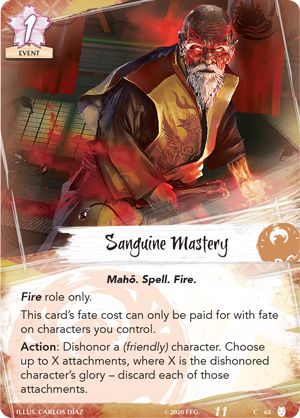 1
EVENT
Sanguine Mastery
Mahō. Spell. Fire.
Fire role only.
This card's fate cost can only be paid for with fate
on characters you control.
Action: Dishonor a (friendly) character. Choose
up to X attachments, where X is the dishonored
character's glory – discard each of those
attachments.
ILLUS. CARLOS DÍAZ © 2020 FFG 11 C 63